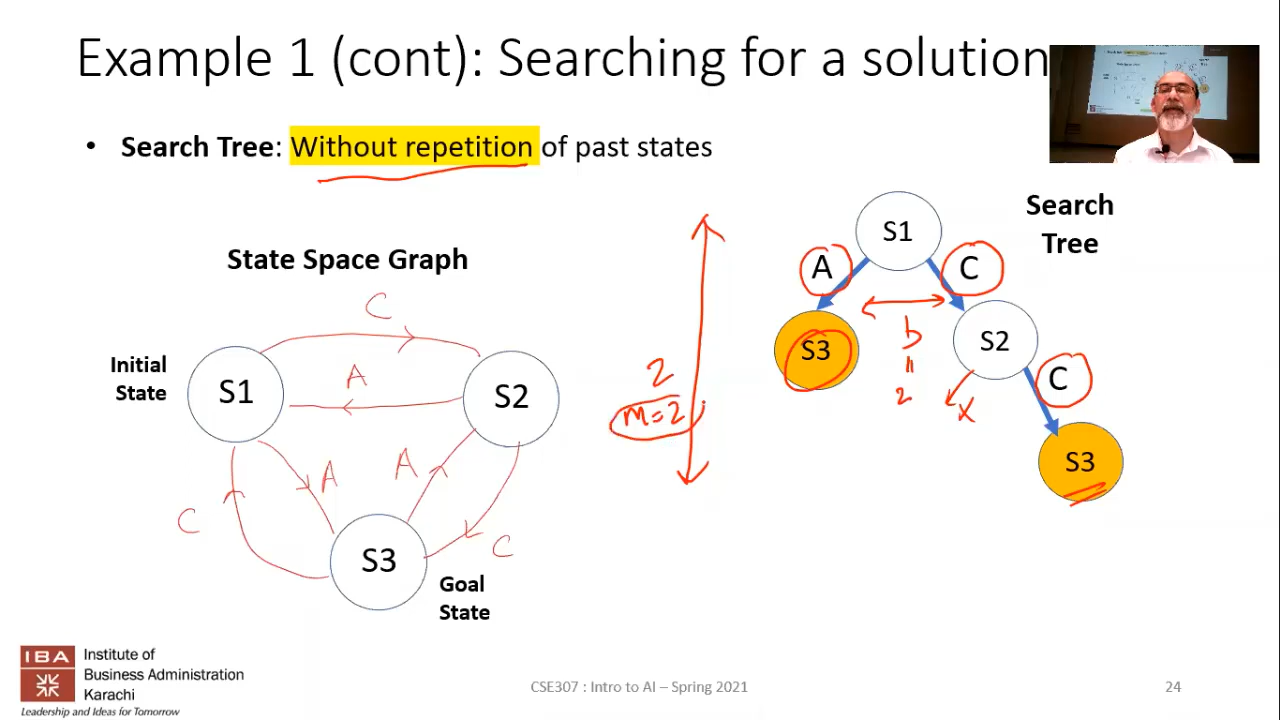 Example 1 (cont): Searching for a solution
• Search Tree: Without repetition of past states
State Space Graph
Initial
State
S1
S2
S3
Goal
State
C
A
A
A
C
C
2
m=2
Search
Tree
S1
A
C
S3
b
=
2
S2
x
C
S3
IBA
Institute of
Business Administration
Karachi
Leadership and Ideas for Tomorrow
CSE307 : Intro to AI – Spring 2021
24